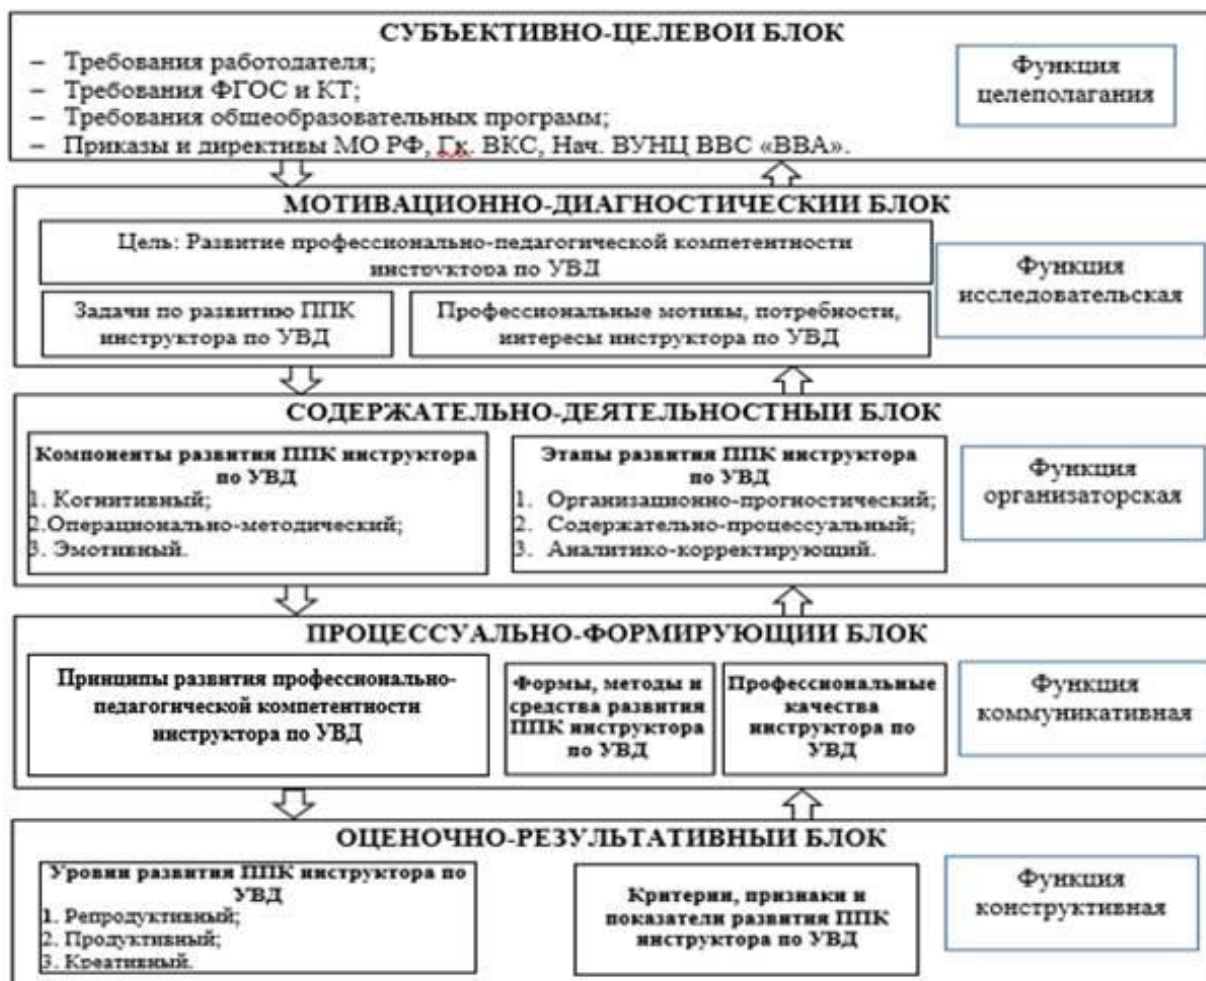 СУБЪЕКТИВНО-ЦЕЛЕВОЙ БЛОК
– Требования работодателя;
– Требования ФГОС и КТ;
– Требования общеобразовательных программ;
– Приказы и директивы МО РФ, Гк. ВКС, Нач. ВУНЦ ВВС «ВВА».
Функция
целеполагания
МОТИВАЦИОННО-ДИАГНОСТИЧЕСКИЙ БЛОК
Цель: Развитие профессионально-педагогической компетентности
инструктора по УВД
Задачи по развитию ППК
инструктора по УВД
Профессиональные мотивы, потребности,
интересы инструктора по УВД
Функция
исследовательская
СОДЕРЖАТЕЛЬНО-ДЕЯТЕЛЬНОСТНЫЙ БЛОК
Компоненты развития ППК инструктора
по УВД
1. Когнитивный;
2.Операционально-методический;
3. Эмотивный.
Этапы развития ППК инструктора
по УВД
1. Организационно-прогностический;
2. Содержательно-процессуальный;
3. Аналитико-корректирующий.
Функция
организаторская
ПРОЦЕССУАЛЬНО-ФОРМИРУЮЩИЙ БЛОК
Принципы развития профессионально-
педагогической компетентности
инструктора по УВД
Формы, методы и
средства развития
ППК инструктора
по УВД
Профессиональные
качества
инструктора по
УВД
Функция
коммуникативная
ОЦЕНОЧНО-РЕЗУЛЬТАТИВНЫЙ БЛОК
Уровни развития ППК инструктора по
УВД
1. Репродуктивный;
2. Продуктивный;
3. Креативный.
Критерии, признаки и
показатели развития ППК
инструктора по УВД
Функция
конструктивная